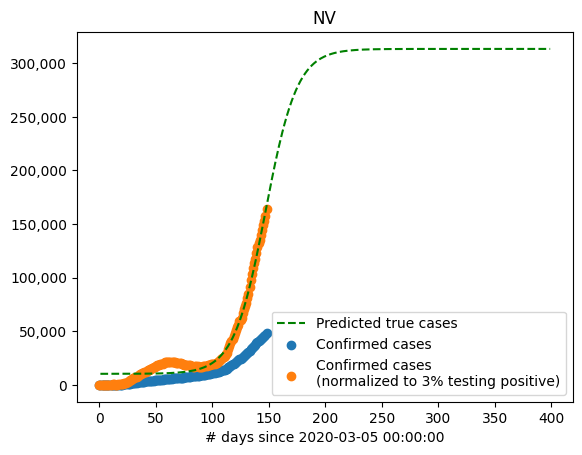 NV
300,000
250,000
200,000
150,000
100,000
50,000
0
Predicted true cases
Confirmed cases
Confirmed cases
(normalized to 3% testing positive)
0 50 100 150 200 250 300 350 400
# days since 2020-03-05 00:00:00